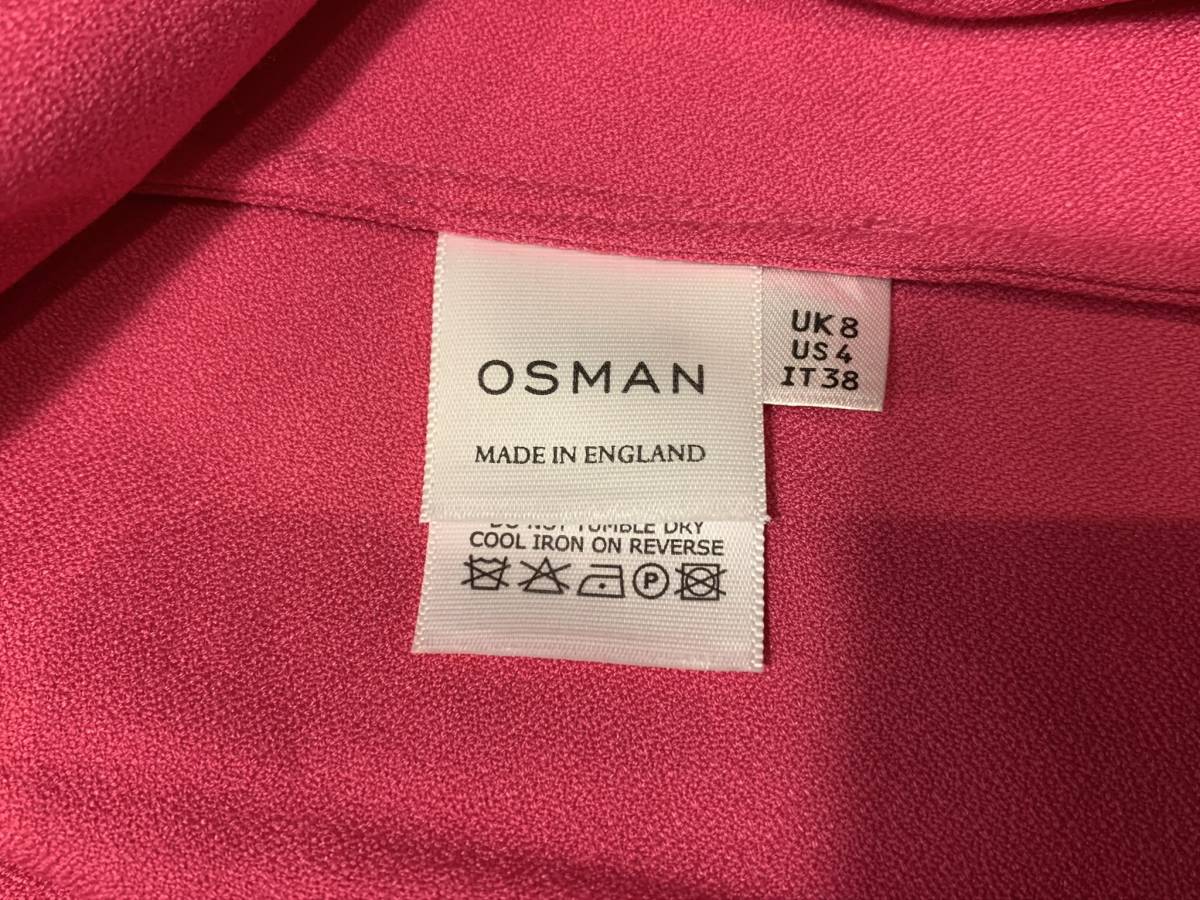 OSMAN
MADE IN ENGLAND
UK 8
US 4
IT 38
DO NOT TUMBLE DRY
COOL IRON ON REVERSE
P